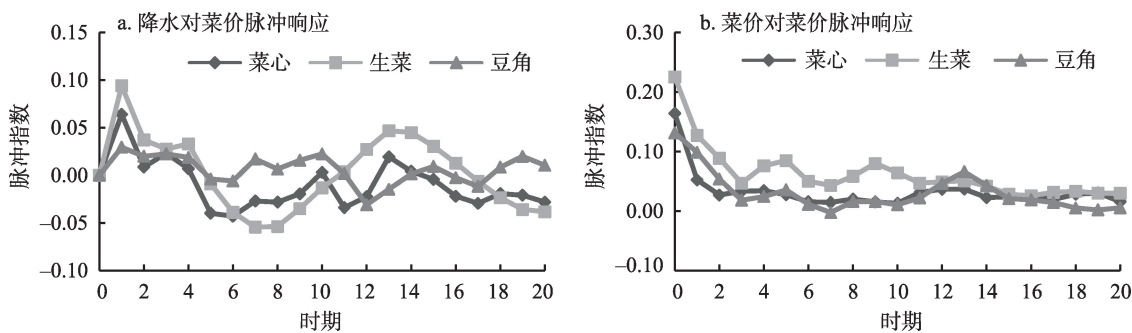 a. 降水对菜价脉冲响应
菜心 生菜 豆角
0.15
0.10
0.05
0.00
–0.05
–0.10
脉冲指数
0 2 4 6 8 10 12 14 16 18 20
时期
b. 菜价对菜价脉冲响应
菜心 生菜 豆角
0.30
0.20
0.10
0.00
–0.10
脉冲指数
0 2 4 6 8 10 12 14 16 18 20
时期